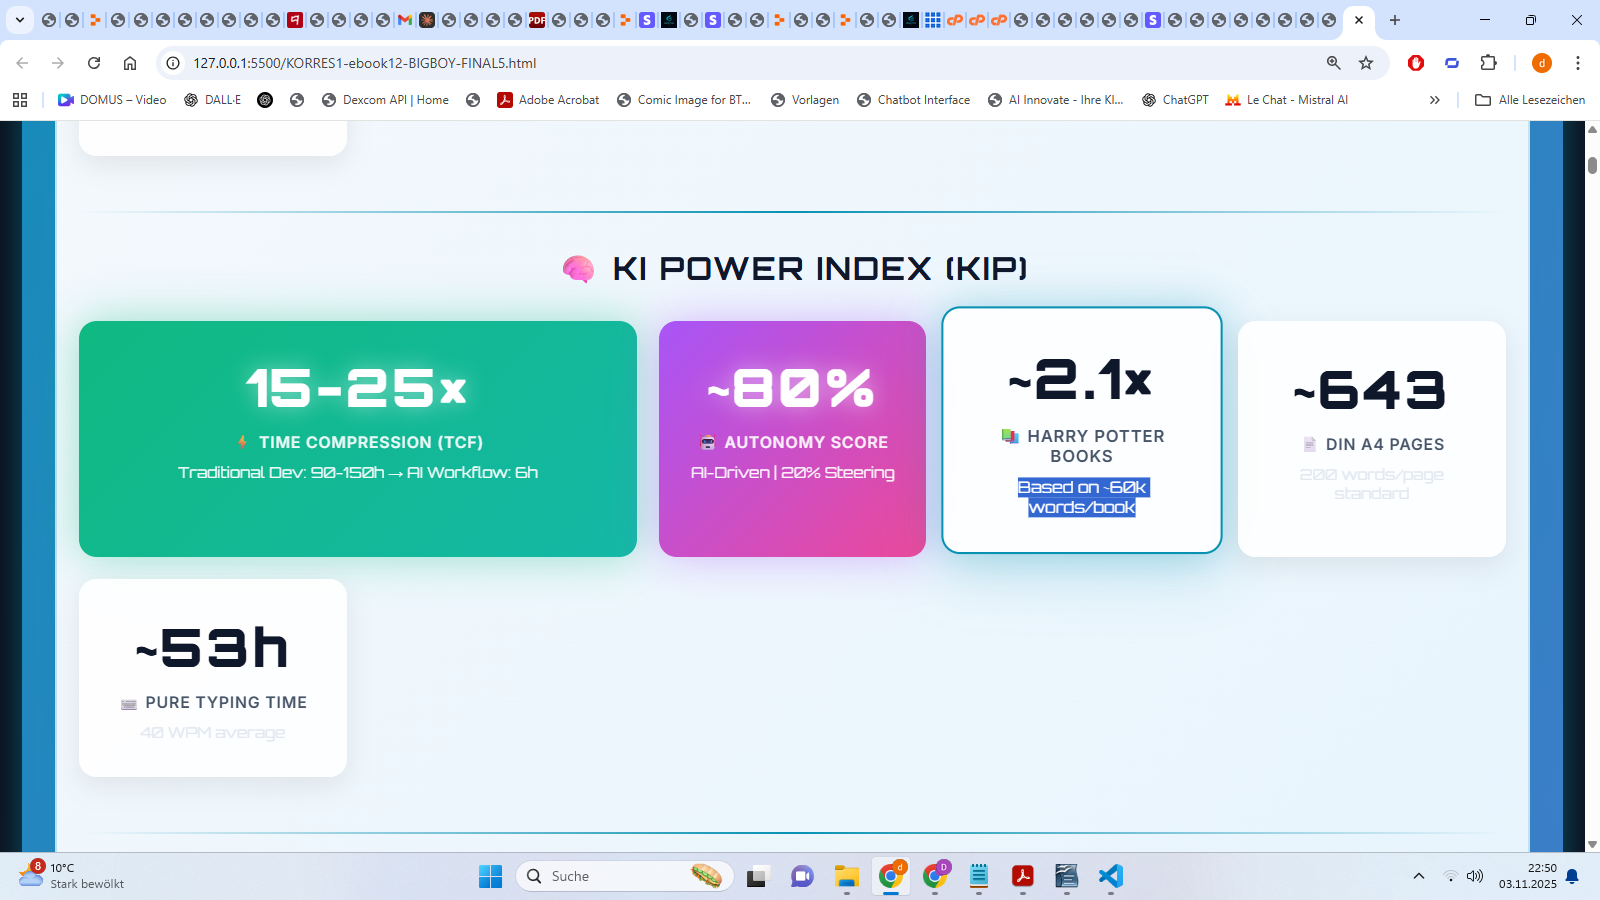 127.0.0.1:5500/KORRES1-ebook12-BIGBOY-FINAL5.html
d
DOMUS – Video
DALL·E
Dexcom API | Home
Adobe Acrobat
Comic Image for BT...
Vorlagen
Chatbot Interface
AI Innovate - Ihre KI...
ChatGPT
Le Chat - Mistral AI
Alle Lesezeichen
KI POWER INDEX (KIP)
15-25x
TIME COMPRESSION (TCF)
Traditional Dev: 90-150h → AI Workflow: 6h
~80%
AUTONOMY SCORE
AI-Driven | 20% Steering
~2.1x
HARRY POTTER
BOOKS
Based on ~60k
words/book
~643
DIN A4 PAGES
200 words/page
standard
~53h
PURE TYPING TIME
40 WPM average
8
10°C
Stark bewölkt
Suche
d
D
22:50
03.11.2025